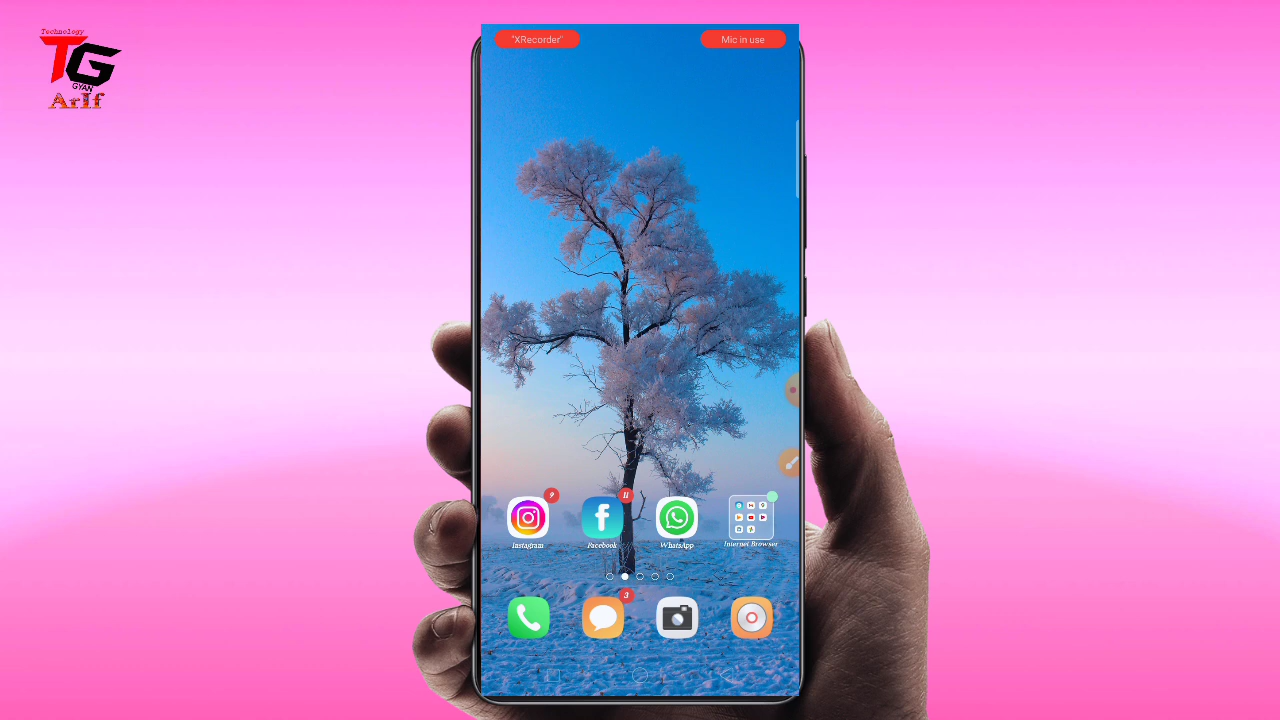 Technology
TG
GYAN
ArIf
"XRecorder"
Mic in use
9
11
Instagram
Facebook
WhatsApp
Internet Browser
3